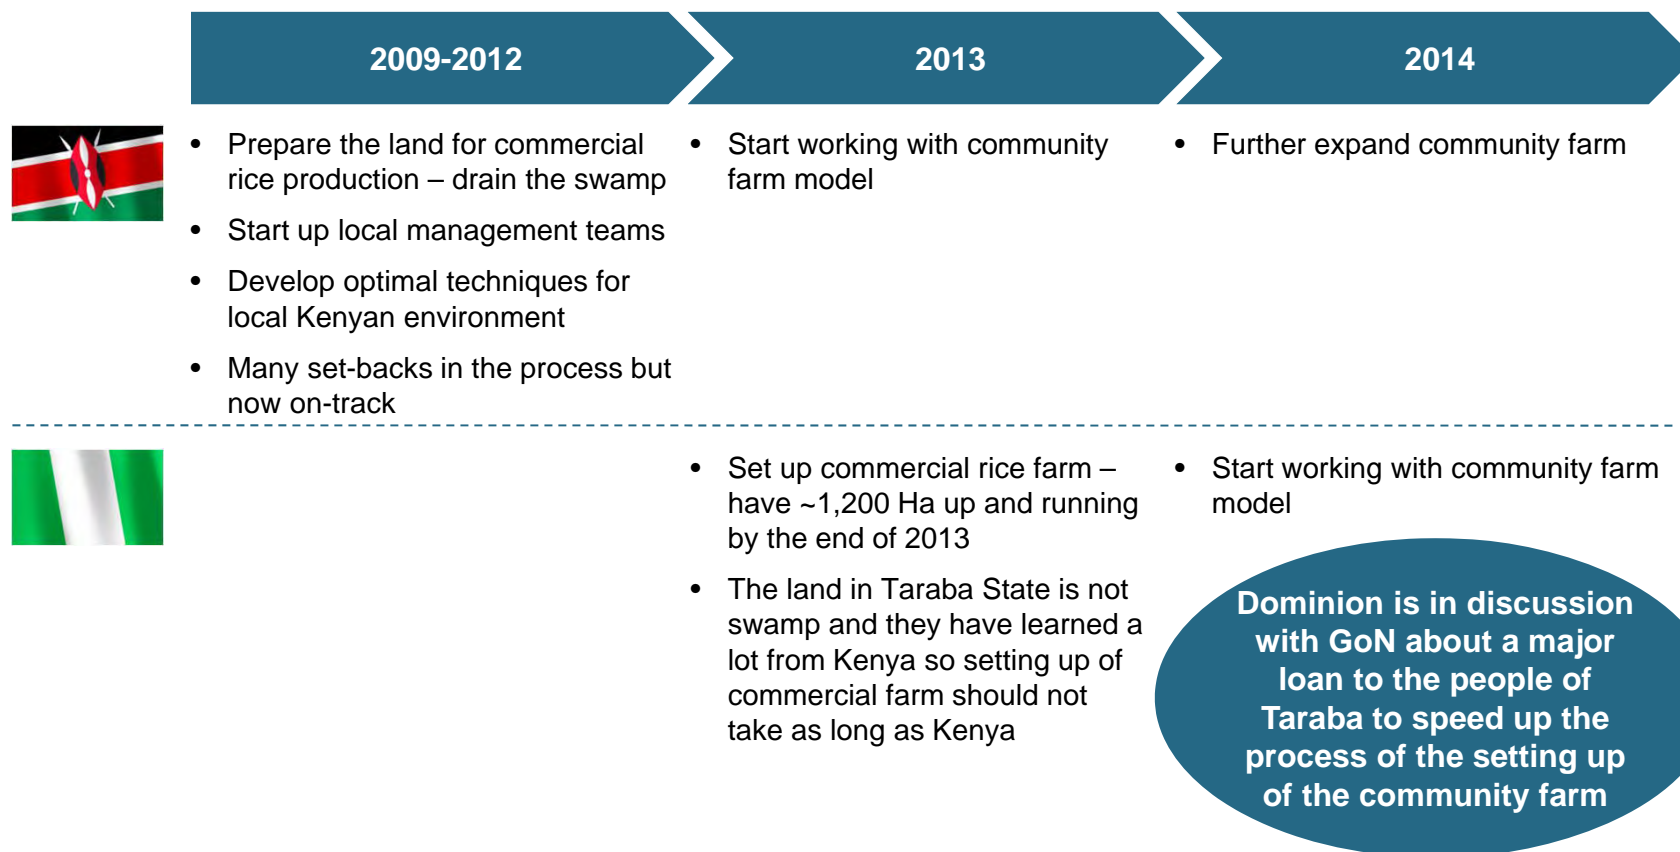 2009-2012
2013
2014
• Prepare the land for commercial
rice production – drain the swamp
• Start up local management teams
• Develop optimal techniques for
local Kenyan environment
• Many set-backs in the process but
now on-track
• Start working with community
farm model
• Further expand community farm
• Set up commercial rice farm –
have ~1,200 Ha up and running
by the end of 2013
• The land in Taraba State is not
swamp and they have learned a
lot from Kenya so setting up of
commercial farm should not
take as long as Kenya
• Start working with community farm
model
Dominion is in discussion
with GoN about a major
loan to the people of
Taraba to speed up the
process of the setting up
of the community farm